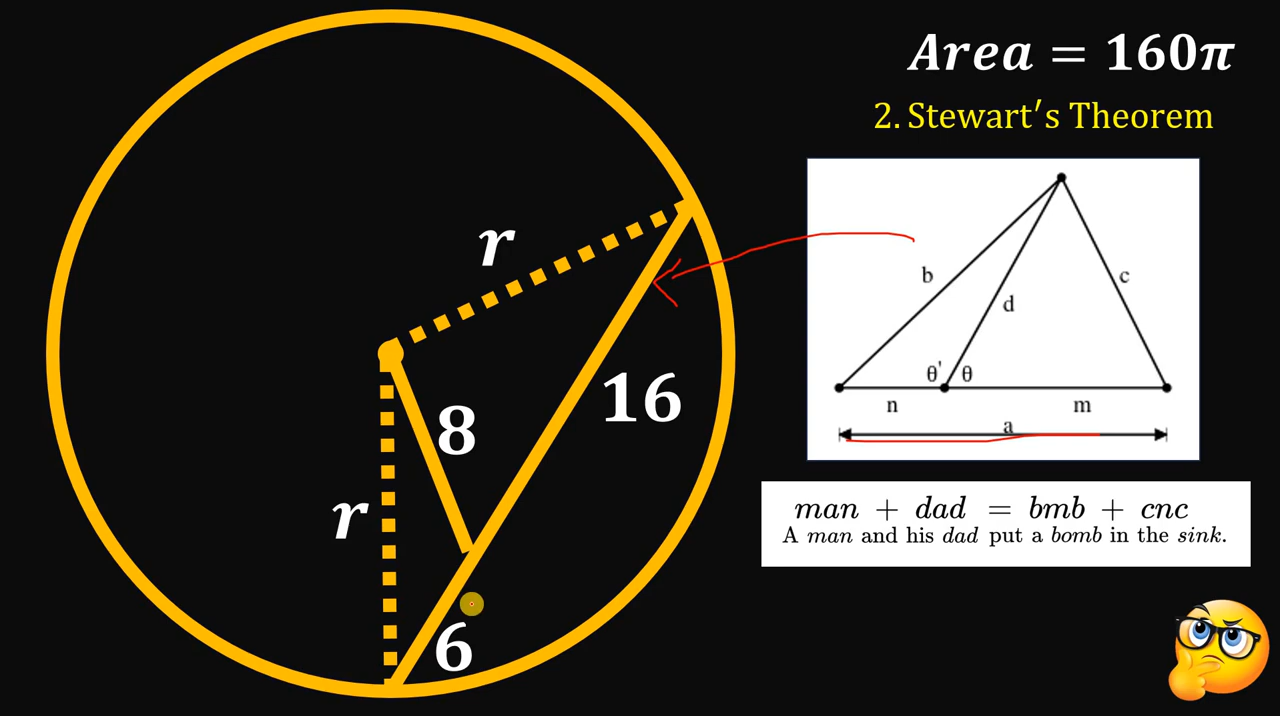 Area = 160π
2. Stewart's Theorem
r
8
16
r
6
b
d
c
θ' θ
n
m
a
man + dad = bmb + cnc
A man and his dad put a bomb in the sink.